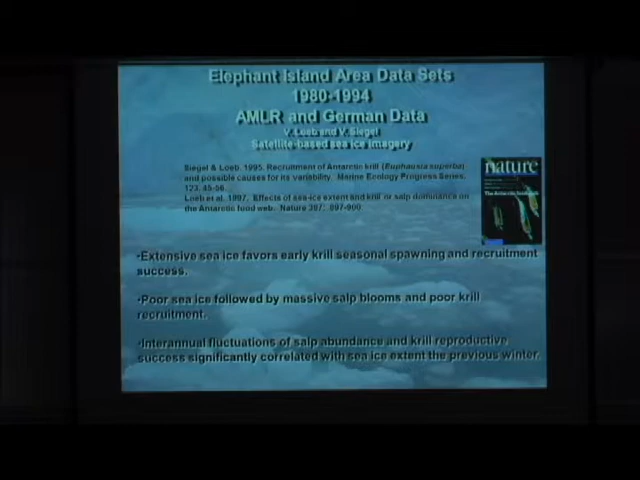 Elephant Island Area Data Sets
1980-1994
AMLR and German Data
V. Loeb and V. Siegel
Satellite-based sea ice imagery
Siegel & Loeb. 1995. Recruitment of Antarctic krill (Euphausia superba)
and possible causes for its variability. Marine Ecology Progress Series,
123, 45-56.
Loeb et al. 1997. Effects of sea-ice extent and krill or salp dominance on
the Antarctic food web. Nature 387; 897-900.
nature
•Extensive sea ice favors early krill seasonal spawning and recruitment
success.
•Poor sea ice followed by massive salp blooms and poor krill
recruitment.
•Interannual fluctuations of salp abundance and krill reproductive
success significantly correlated with sea ice extent the previous winter.